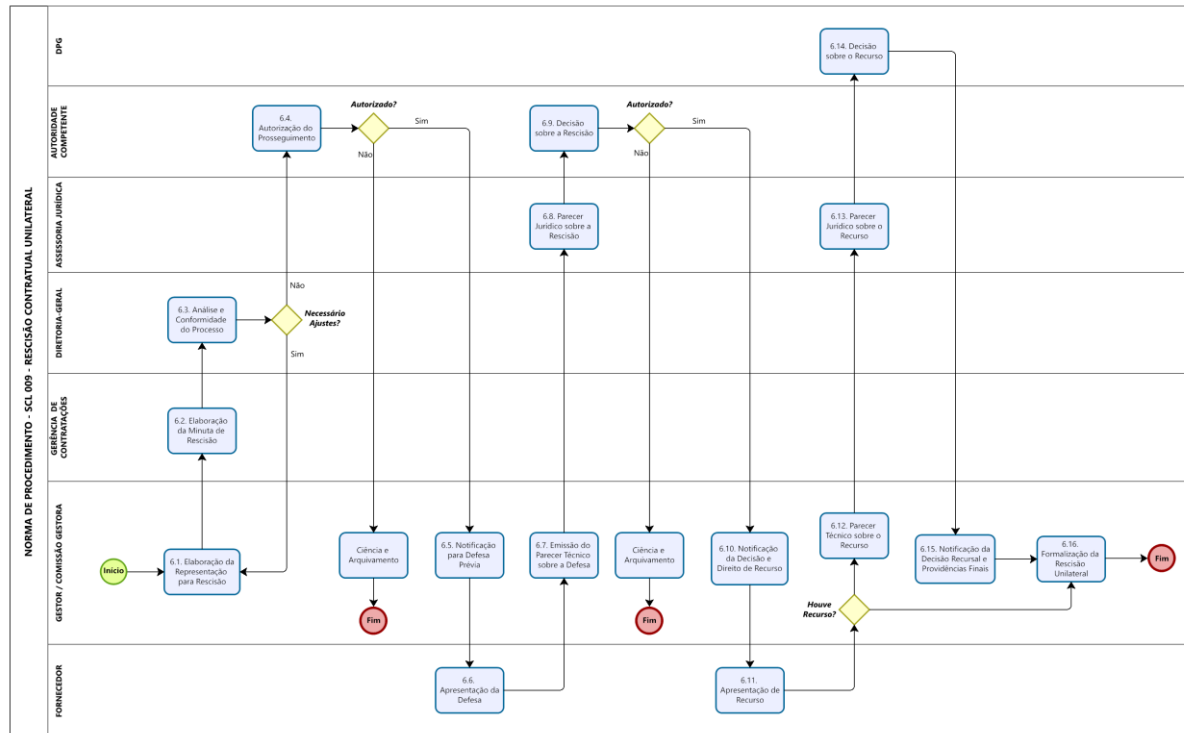 NORMA DE PROCEDIMENTO - SCL 009 - RESCISÃO CONTRATUAL UNILATERAL
DPG
6.14. Decisão
sobre o Recurso
AUTORIDADE
COMPETENTE
6.4.
Autorização do
Prosseguimento
Autorizado?
Sim
Não
6.9. Decisão
sobre a Rescisão
Autorizado?
Sim
Não
ASSESSORIA JURÍDICA
6.8. Parecer
Jurídico sobre a
Rescisão
6.13. Parecer
Jurídico sobre o
Recurso
DIRETORIA-GERAL
6.3. Análise e
Conformidade
do Processo
Não
Necessário
Ajustes?
Sim
GERÊNCIA DE
CONTRATAÇÕES
6.2. Elaboração
da Minuta de
Rescisão
GESTOR / COMISSÃO GESTORA
Início
6.1. Elaboração da
Representação
para Rescisão
Ciência e
Arquivamento
Fim
6.5. Notificação
para Defesa
Prévia
6.7. Emissão do
Parecer Técnico
sobre a Defesa
Ciência e
Arquivamento
Fim
6.10. Notificação
da Decisão e
Direito de Recurso
6.12. Parecer
Técnico sobre o
Recurso
Houve
Recurso?
6.15. Notificação da
Decisão Recursal e
Providências Finais
6.16.
Formalização da
Rescisão
Unilateral
Fim
FORNECEDOR
6.6.
Apresentação da
Defesa
6.11.
Apresentação de
Recurso